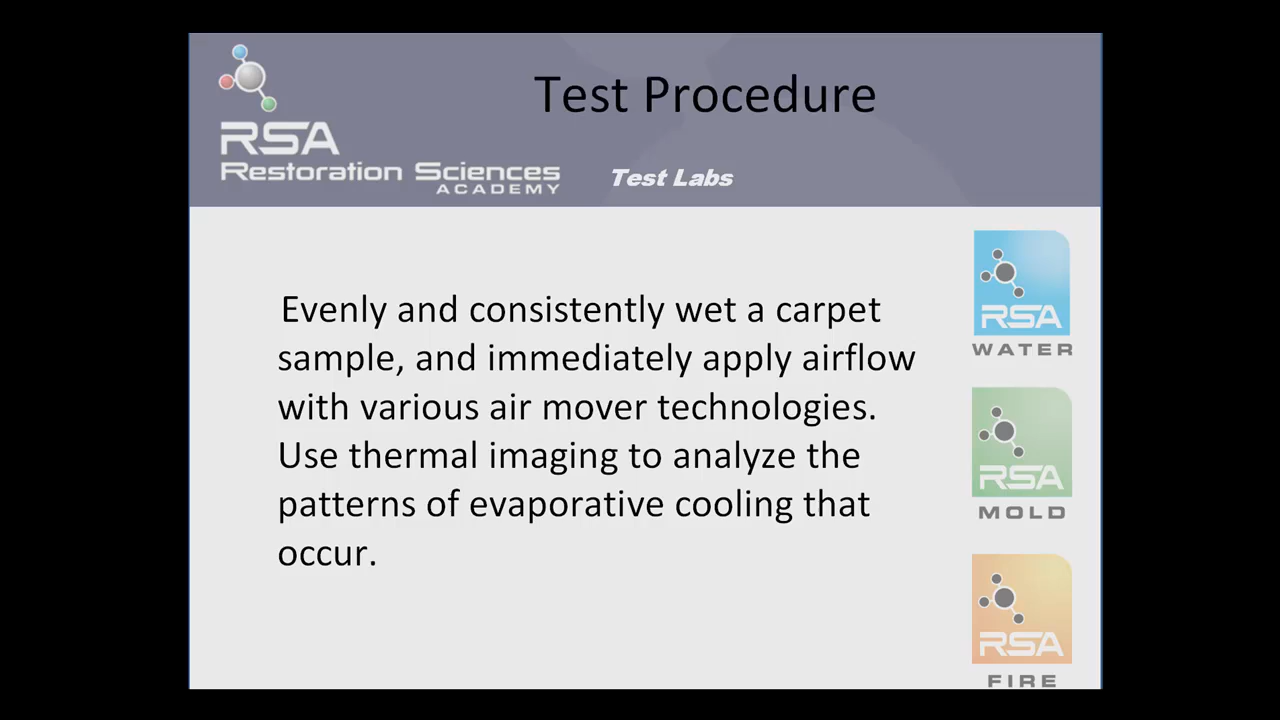 Test Procedure
RSA
Restoration Sciences
ACADEMY
Test Labs
Evenly and consistently wet a carpet
sample, and immediately apply airflow
with various air mover technologies.
Use thermal imaging to analyze the
patterns of evaporative cooling that
occur.
RSA
WATER
RSA
MOLD
RSA
FIRE